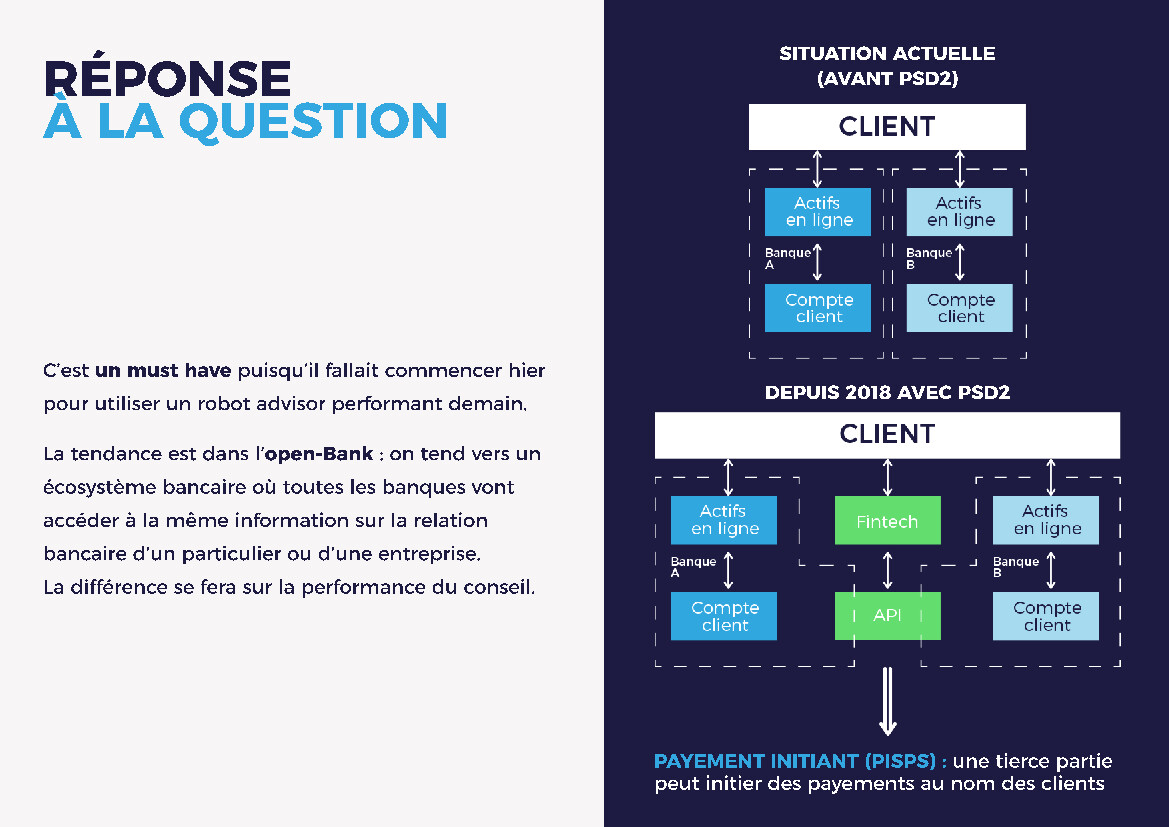 RÉPONSE
À LA QUESTION
C'est un must have puisqu'il fallait commencer hier
pour utiliser un robot advisor performant demain.
La tendance est dans l'open-Bank : on tend vers un
écosystème bancaire où toutes les banques vont
accéder à la même information sur la relation
bancaire d'un particulier ou d'une entreprise.
La différence se fera sur la performance du conseil.
SITUATION ACTUELLE
(AVANT PSD2)
CLIENT
Actifs
en ligne
Banque
A
Compte
client
Actifs
en ligne
Banque
B
Compte
client
DEPUIS 2018 AVEC PSD2
CLIENT
Actifs
en ligne
Banque
A
Compte
client
Fintech
API
Actifs
en ligne
Banque
B
Compte
client
PAYEMENT INITIANT (PISPS) : une tierce partie
peut initier des payements au nom des clients